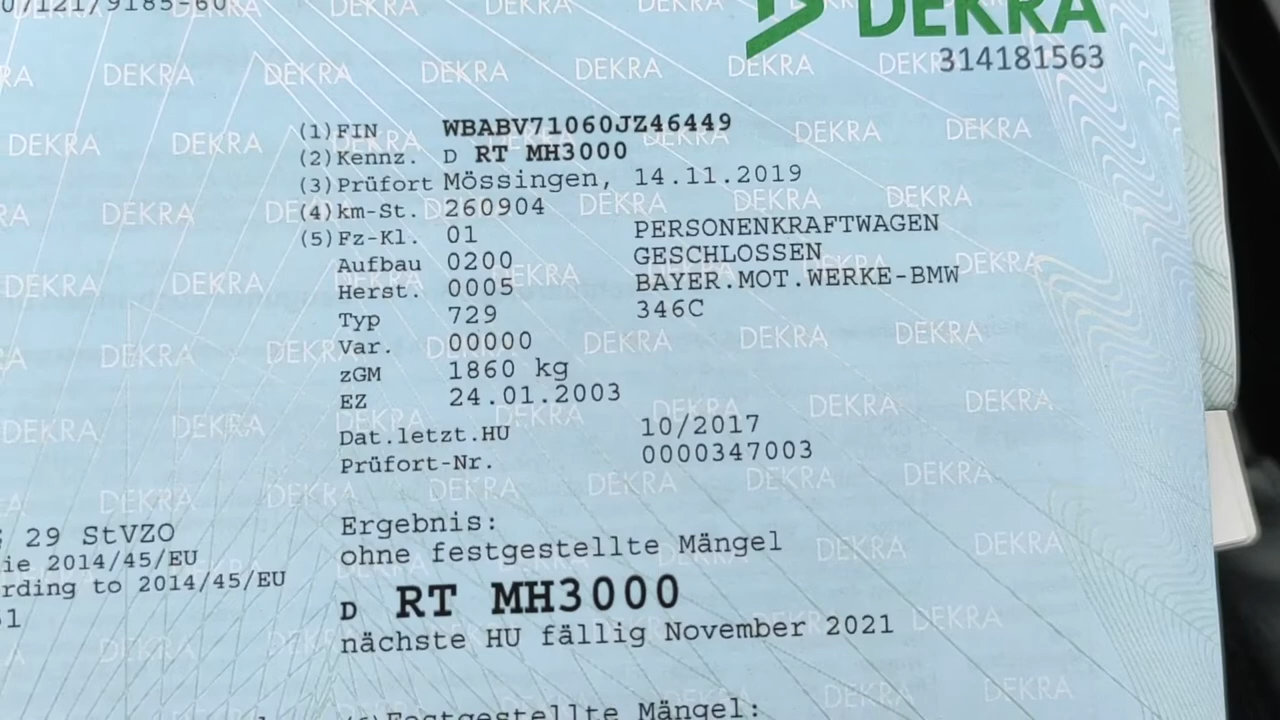 07121/9185-60
DEKRA
314181563
(1) FIN WBABV71060JZ46449
(2) Kennz. D RT MH3000
(3) Prüfort Mössingen, 14.11.2019
(4) km-St. 260904
(5) Fz-Kl. 01 PERSONENKRAFTWAGEN
Aufbau 0200 GESCHLOSSEN
Herst. 0005 BAYER.MOT.WERKE-BMW
Typ 729 346C
Var. 00000
zGM 1860 kg
EZ 24.01.2003
Dat.letzt.HU 10/2017
Prüfort-Nr. 0000347003
29 StVZO
ie 2014/45/EU
rding to 2014/45/EU
Ergebnis:
ohne festgestellte Mängel
D RT MH3000
nächste HU fällig November 2021
Festgestellte Mängel: